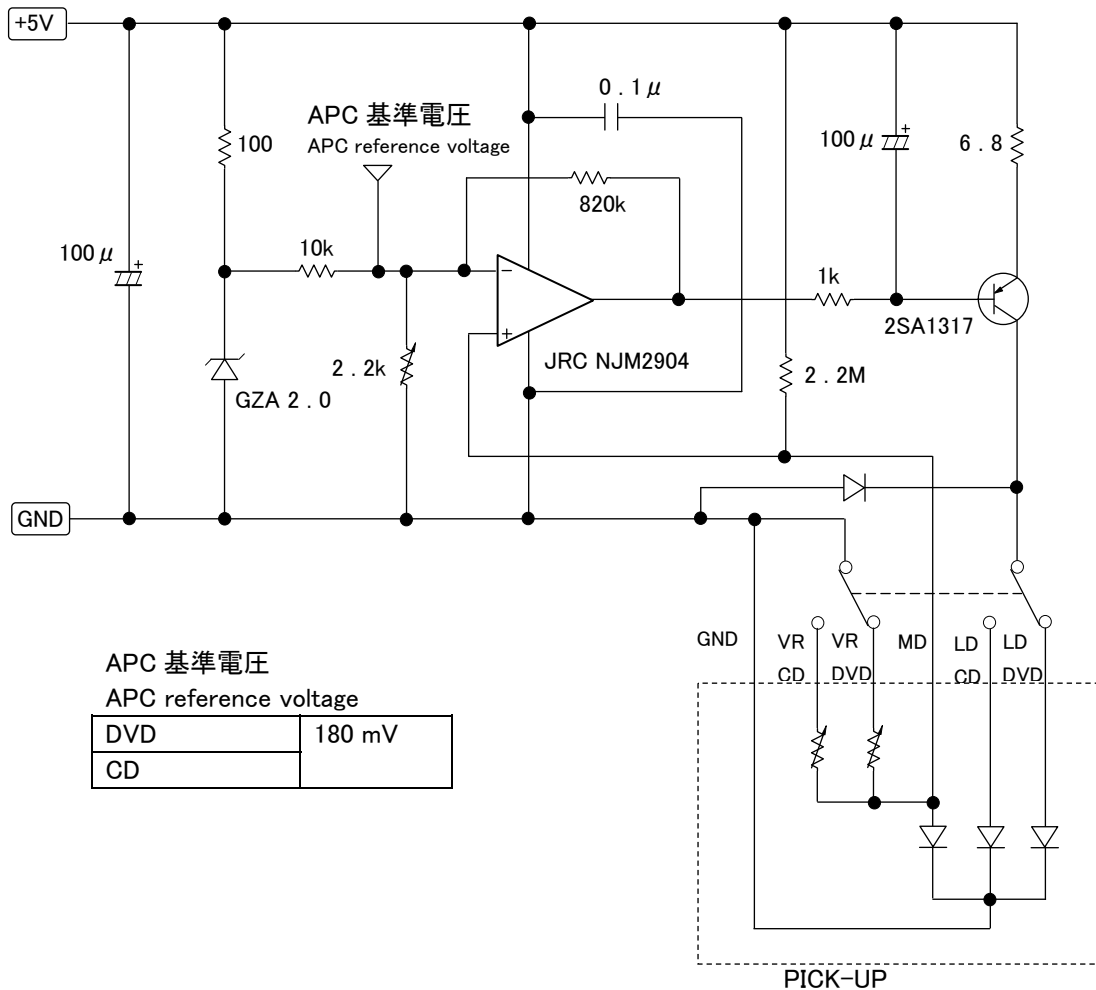 +5V
0.1μ
APC 基準電圧
APC reference voltage
100
100μ
6.8
820k
100μ
10k
1k
2SA1317
2.2k
JRC NJM2904
2.2M
GZA 2.0
GND
GND
VR
VR
MD
LD
LD
CD
DVD
CD
DVD
APC 基準電圧
APC reference voltage
DVD
180 mV
CD
PICK-UP